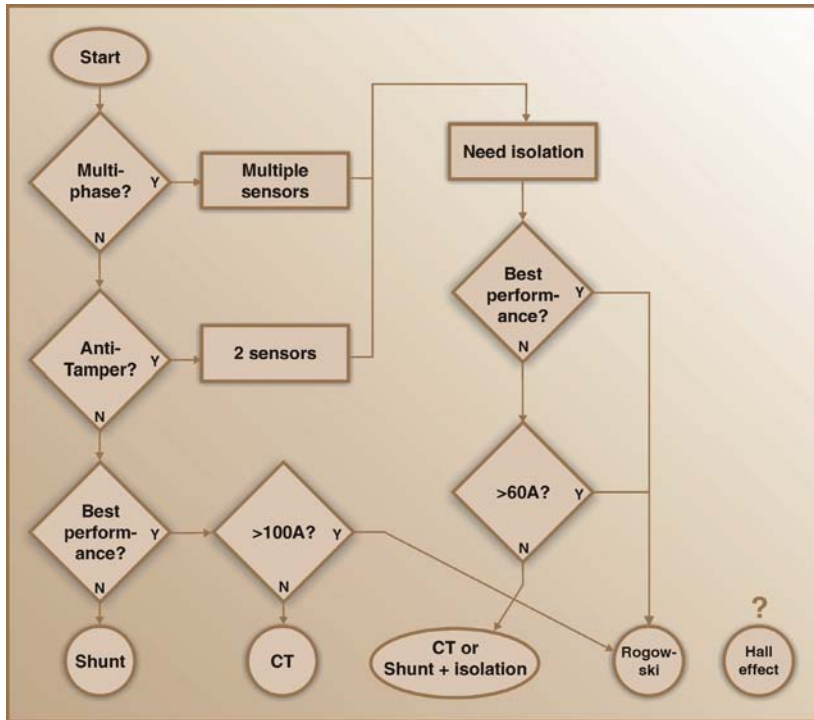 Start
Multi-
phase?
Y
N
Multiple
sensors
Need isolation
Best
perform-
ance?
Y
N
Anti-
Tamper?
Y
N
2 sensors
>60A?
Y
N
Best
perform-
ance?
Y
N
>100A?
Y
N
Shunt
CT
CT or
Shunt + isolation
Rogow-
ski
?
Hall
effect